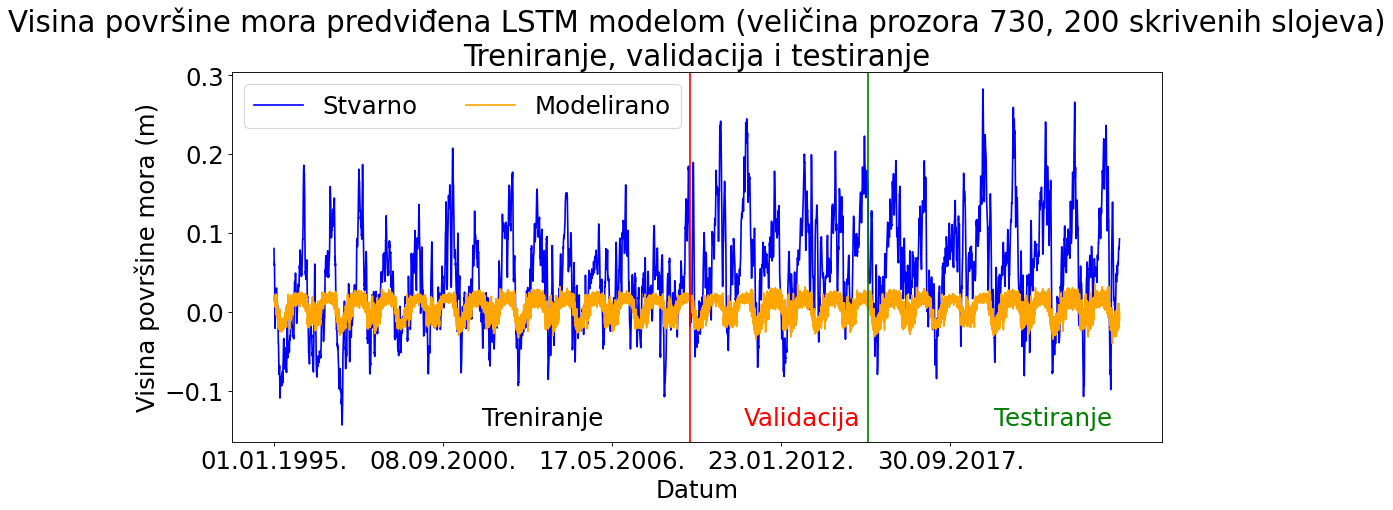 Visina površine mora predviđena LSTM modelom (veličina prozora 730, 200 skrivenih slojeva)
Treniranje, validacija i testiranje
Visina površine mora (m)
0.3
0.2
0.1
0.0
−0.1
Stvarno
Modelirano
Treniranje
Validacija
Testiranje
01.01.1995.
08.09.2000.
17.05.2006.
23.01.2012.
30.09.2017.
Datum